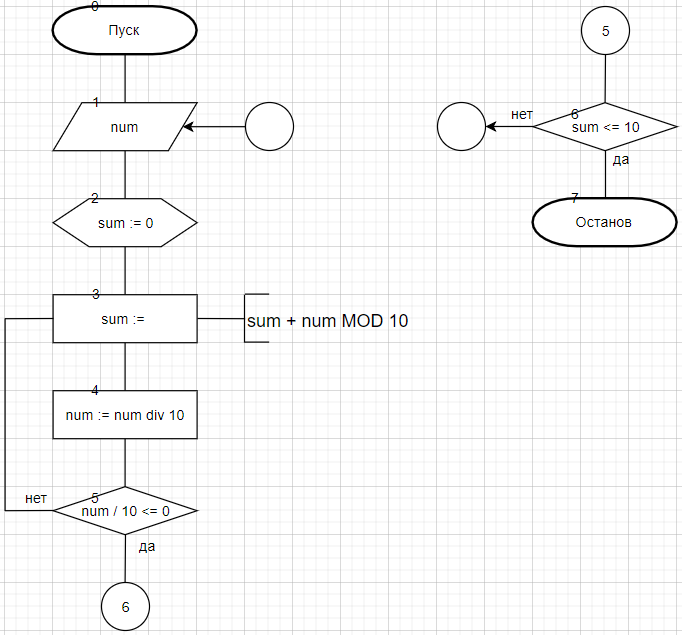 0
Пуск
1
num
2
sum := 0
3
sum :=
sum + num MOD 10
4
num := num div 10
нет
5
num / 10 <= 0
да
6
5
нет
6
sum <= 10
да
7
Останов